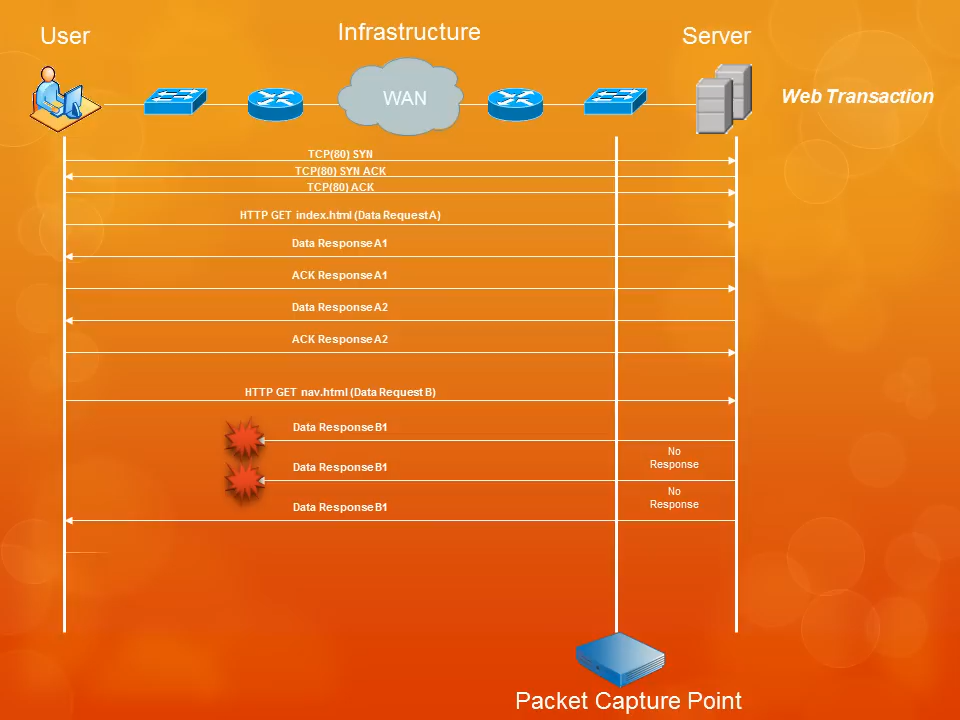 User
Infrastructure
Server
WAN
Web Transaction
TCP(80) SYN
TCP(80) SYN ACK
TCP(80) ACK
HTTP GET index.html (Data Request A)
Data Response A1
ACK Response A1
Data Response A2
ACK Response A2
HTTP GET nav.html (Data Request B)
Data Response B1
No
Response
Data Response B1
No
Response
Data Response B1
Packet Capture Point